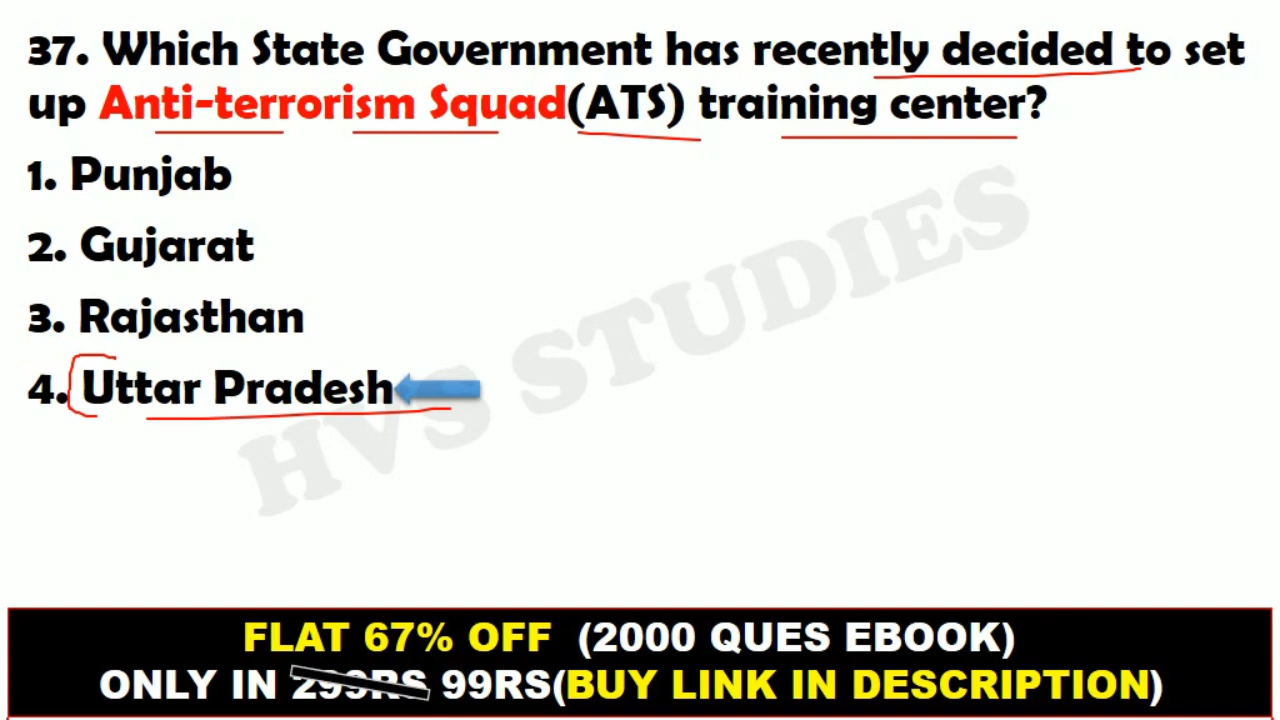 37. Which State Government has recently decided to set
up Anti-terrorism Squad(ATS) training center?
1. Punjab
2. Gujarat
3. Rajasthan
4. Uttar Pradesh
HVS STUDIES
FLAT 67% OFF (2000 QUES EBOOK)
ONLY IN 299RS 99RS(BUY LINK IN DESCRIPTION)